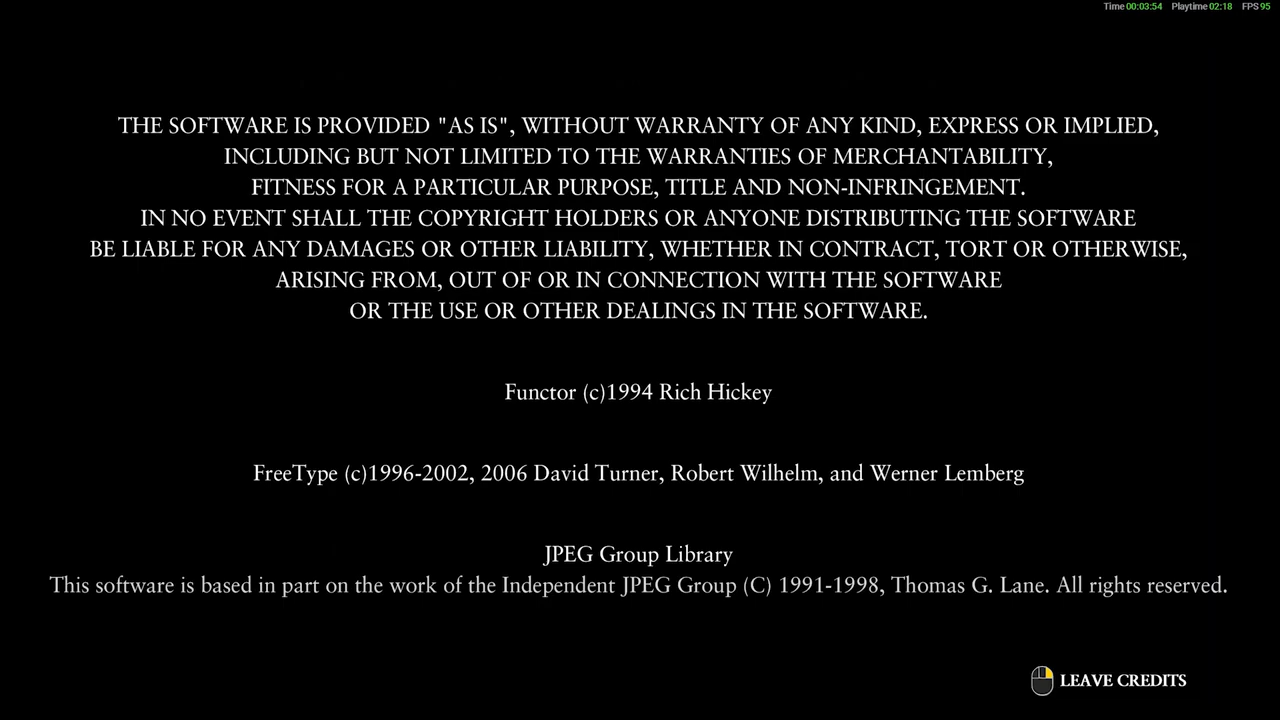 Time 00:03:54 Playtime 02:18 FPS 95
THE SOFTWARE IS PROVIDED "AS IS", WITHOUT WARRANTY OF ANY KIND, EXPRESS OR IMPLIED,
INCLUDING BUT NOT LIMITED TO THE WARRANTIES OF MERCHANTABILITY,
FITNESS FOR A PARTICULAR PURPOSE, TITLE AND NON-INFRINGEMENT.
IN NO EVENT SHALL THE COPYRIGHT HOLDERS OR ANYONE DISTRIBUTING THE SOFTWARE
BE LIABLE FOR ANY DAMAGES OR OTHER LIABILITY, WHETHER IN CONTRACT, TORT OR OTHERWISE,
ARISING FROM, OUT OF OR IN CONNECTION WITH THE SOFTWARE
OR THE USE OR OTHER DEALINGS IN THE SOFTWARE.
Functor (c)1994 Rich Hickey
FreeType (c)1996-2002, 2006 David Turner, Robert Wilhelm, and Werner Lemberg
JPEG Group Library
This software is based in part on the work of the Independent JPEG Group (C) 1991-1998, Thomas G. Lane. All rights reserved.
LEAVE CREDITS